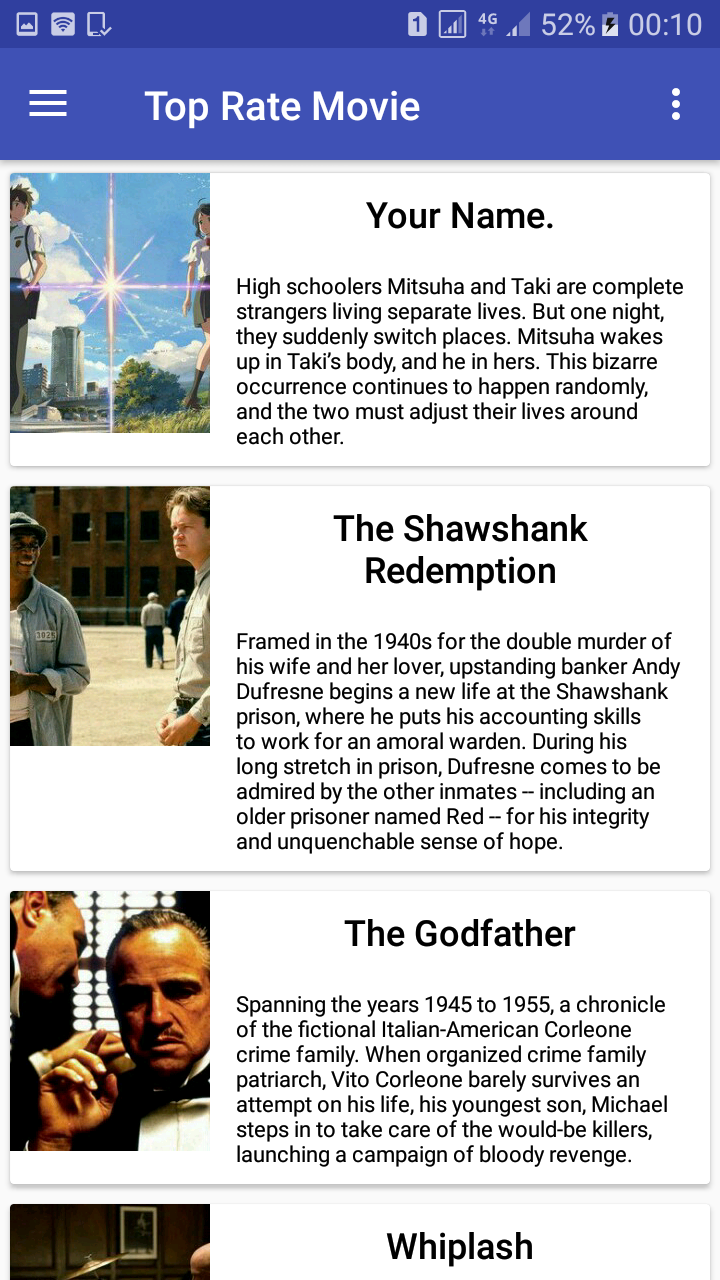 1 4G 52% 00:10
Top Rate Movie
Your Name.
High schoolers Mitsuha and Taki are complete
strangers living separate lives. But one night,
they suddenly switch places. Mitsuha wakes
up in Taki’s body, and he in hers. This bizarre
occurrence continues to happen randomly,
and the two must adjust their lives around
each other.
The Shawshank
Redemption
3025
Framed in the 1940s for the double murder of
his wife and her lover, upstanding banker Andy
Dufresne begins a new life at the Shawshank
prison, where he puts his accounting skills
to work for an amoral warden. During his
long stretch in prison, Dufresne comes to be
admired by the other inmates -- including an
older prisoner named Red -- for his integrity
and unquenchable sense of hope.
The Godfather
Spanning the years 1945 to 1955, a chronicle
of the fictional Italian-American Corleone
crime family. When organized crime family
patriarch, Vito Corleone barely survives an
attempt on his life, his youngest son, Michael
steps in to take care of the would-be killers,
launching a campaign of bloody revenge.
Whiplash